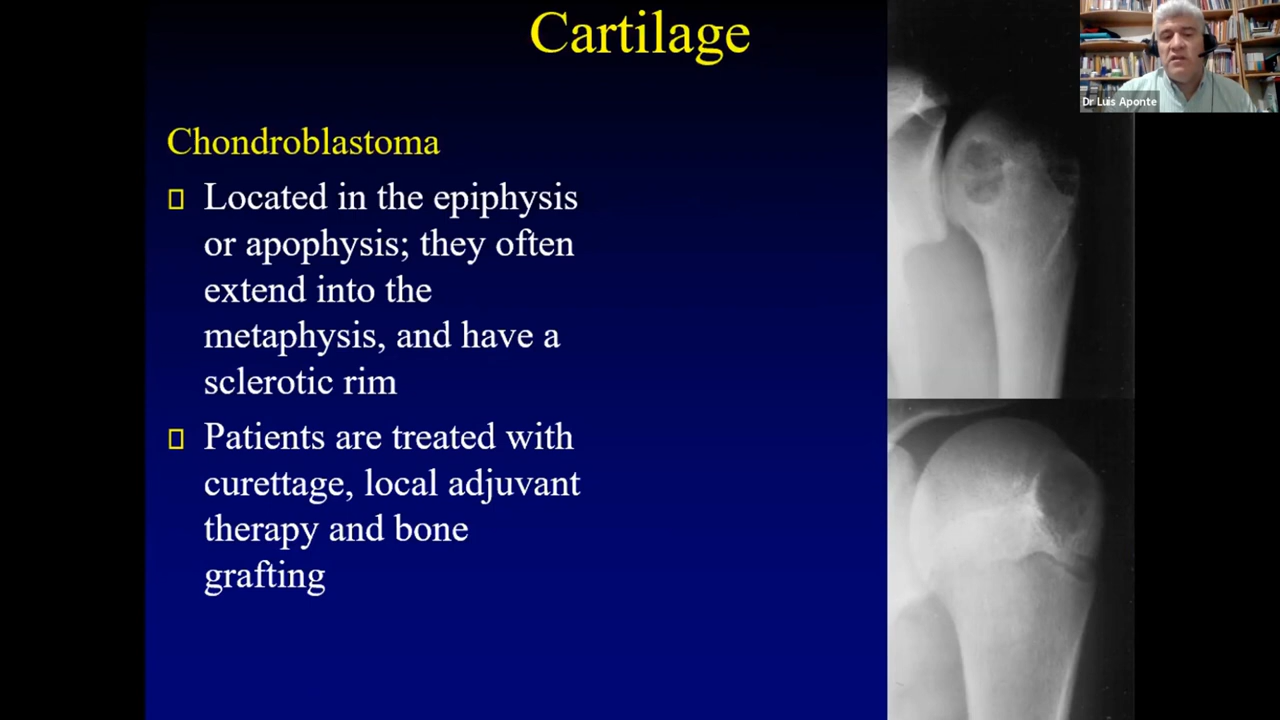 Cartilage
Dr Luis Aponte
Chondroblastoma
Located in the epiphysis
or apophysis; they often
extend into the
metaphysis, and have a
sclerotic rim
Patients are treated with
curettage, local adjuvant
therapy and bone
grafting